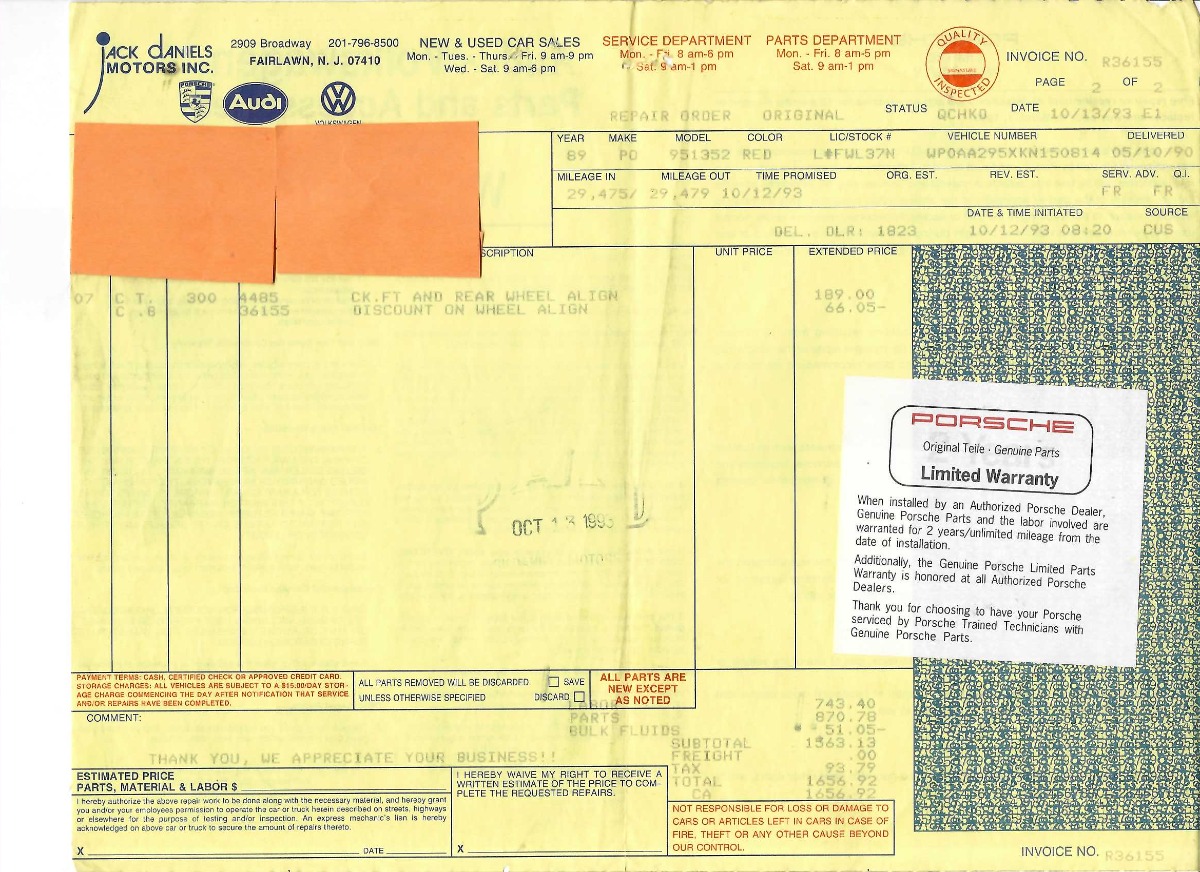 JACK DANIELS
MOTORS INC.
2909 Broadway 201-796-8500
FAIRLAWN, N. J. 07410
NEW & USED CAR SALES
Mon. - Tues. - Thurs. - Fri. 9 am-9 pm
Wed. - Sat. 9 am-6 pm
SERVICE DEPARTMENT
Mon. - Fri. 8 am-6 pm
Sat. 9 am-1 pm
PARTS DEPARTMENT
Mon. - Fri. 8 am-5 pm
Sat. 9 am-1 pm
QUALITY
INSPECTED
INVOICE NO. R36155
PAGE 2 OF 2
PORSCHE
Audi
VOLKSWAGEN
REPAIR ORDER ORIGINAL
STATUS QCHKO DATE 10/13/93 E1
YEAR MAKE MODEL COLOR LIC/STOCK # VEHICLE NUMBER DELIVERED
89 PO 951352 RED L#FWL37N WP0AA295XKN150814 05/10/90
MILEAGE IN MILEAGE OUT TIME PROMISED ORG. EST. REV. EST. SERV. ADV. Q.I.
29,475/ 29,479 10/12/93 FR FR
DATE & TIME INITIATED SOURCE
DEL. DLR: 1823 10/12/93 08:20 CUS
SCRIPTION UNIT PRICE EXTENDED PRICE
07 C T. 300 4485 CK.FT AND REAR WHEEL ALIGN 189.00
C .8 36155 DISCOUNT ON WHEEL ALIGN 66.05-
OCT 1993
PORSCHE
Original Teile · Genuine Parts
Limited Warranty
When installed by an Authorized Porsche Dealer,
Genuine Porsche Parts and the labor involved are
warranted for 2 years/unlimited mileage from the
date of installation.
Additionally, the Genuine Porsche Limited Parts
Warranty is honored at all Authorized Porsche
Dealers.
Thank you for choosing to have your Porsche
serviced by Porsche Trained Technicians with
Genuine Porsche Parts.
PAYMENT TERMS: CASH, CERTIFIED CHECK OR APPROVED CREDIT CARD.
STORAGE CHARGES: ALL VEHICLES ARE SUBJECT TO A $15.00/DAY STOR-
AGE CHARGE COMMENCING THE DAY AFTER NOTIFICATION THAT SERVICE
AND/OR REPAIRS HAVE BEEN COMPLETED.
ALL PARTS REMOVED WILL BE DISCARDED SAVE
UNLESS OTHERWISE SPECIFIED DISCARD
ALL PARTS ARE
NEW EXCEPT
AS NOTED
COMMENT:
LABOR 743.40
PARTS 870.78
BULK FLUIDS * *51.05-
SUBTOTAL 1563.13
FREIGHT .00
TAX 93.79
TOTAL 1656.92
CA 1656.92
THANK YOU, WE APPRECIATE YOUR BUSINESS!!
ESTIMATED PRICE
PARTS, MATERIAL & LABOR $
I hereby authorize the above repair work to be done along with the necessary material, and hereby grant
you and/or your employees permission to operate the car or truck herein described on streets, highways
or elsewhere for the purpose of testing and/or inspection. An express mechanic's lien is hereby
acknowledged on above car or truck to secure the amount of repairs thereto.
X DATE
I HEREBY WAIVE MY RIGHT TO RECEIVE A
WRITTEN ESTIMATE OF THE PRICE TO COM-
PLETE THE REQUESTED REPAIRS.
X
NOT RESPONSIBLE FOR LOSS OR DAMAGE TO
CARS OR ARTICLES LEFT IN CARS IN CASE OF
FIRE, THEFT OR ANY OTHER CAUSE BEYOND
OUR CONTROL.
INVOICE NO. R36155